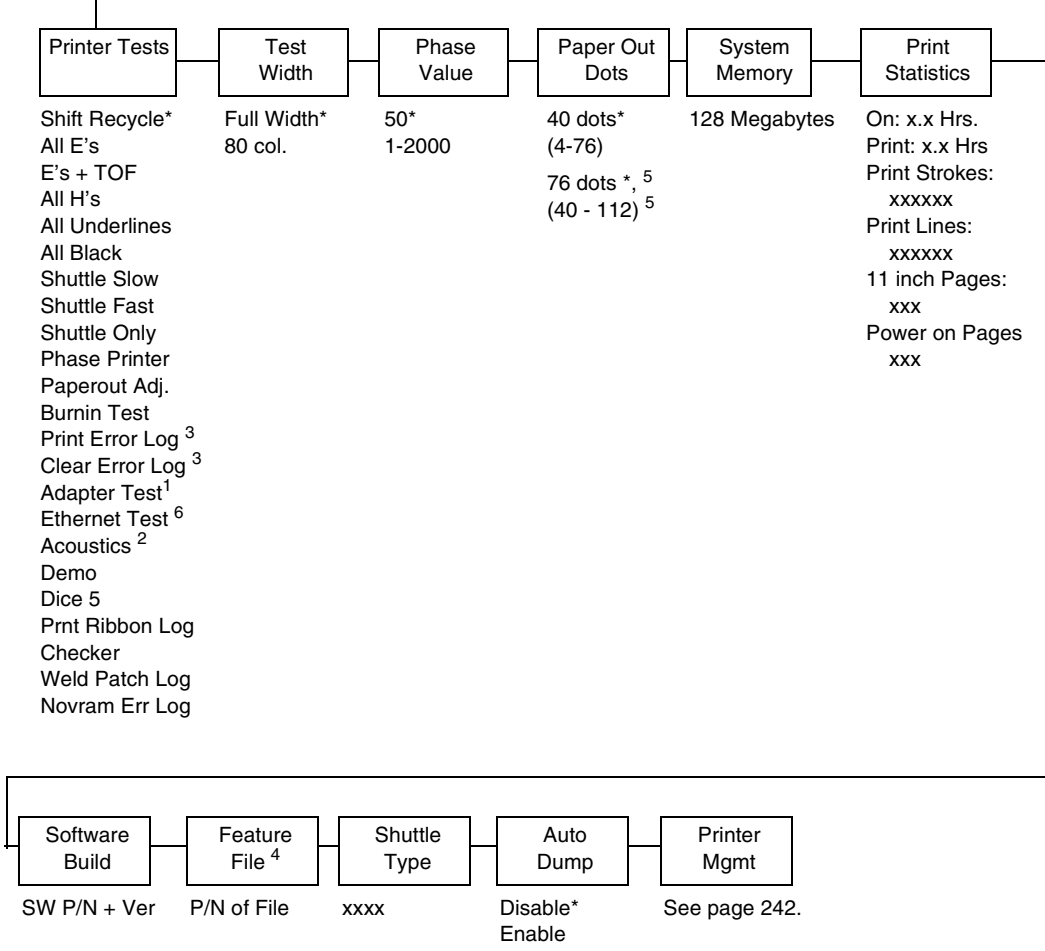 Printer Tests
Shift Recycle*
All E's
E's + TOF
All H's
All Underlines
All Black
Shuttle Slow
Shuttle Fast
Shuttle Only
Phase Printer
Paperout Adj.
Burnin Test
Print Error Log 3
Clear Error Log 3
Adapter Test1
Ethernet Test 6
Acoustics 2
Demo
Dice 5
Prnt Ribbon Log
Checker
Weld Patch Log
Novram Err Log
Test
Width
Full Width*
80 col.
Phase
Value
50*
1-2000
Paper Out
Dots
40 dots*
(4-76)
76 dots *, 5
(40 - 112) 5
System
Memory
128 Megabytes
Print
Statistics
On: x.x Hrs.
Print: x.x Hrs
Print Strokes:
xxxxxx
Print Lines:
xxxxxx
11 inch Pages:
xxx
Power on Pages
xxx
Software
Build
SW P/N + Ver
Feature
File 4
P/N of File
Shuttle
Type
xxxx
Auto
Dump
Disable*
Enable
Printer
Mgmt
See page 242.